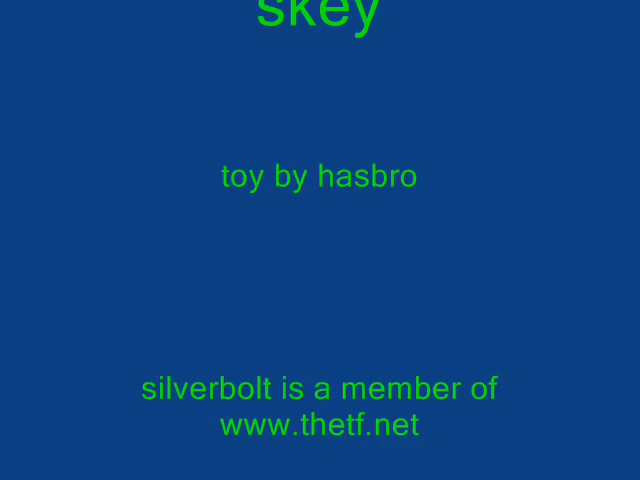 skey
toy by hasbro
silverbolt is a member of
www.thetf.net